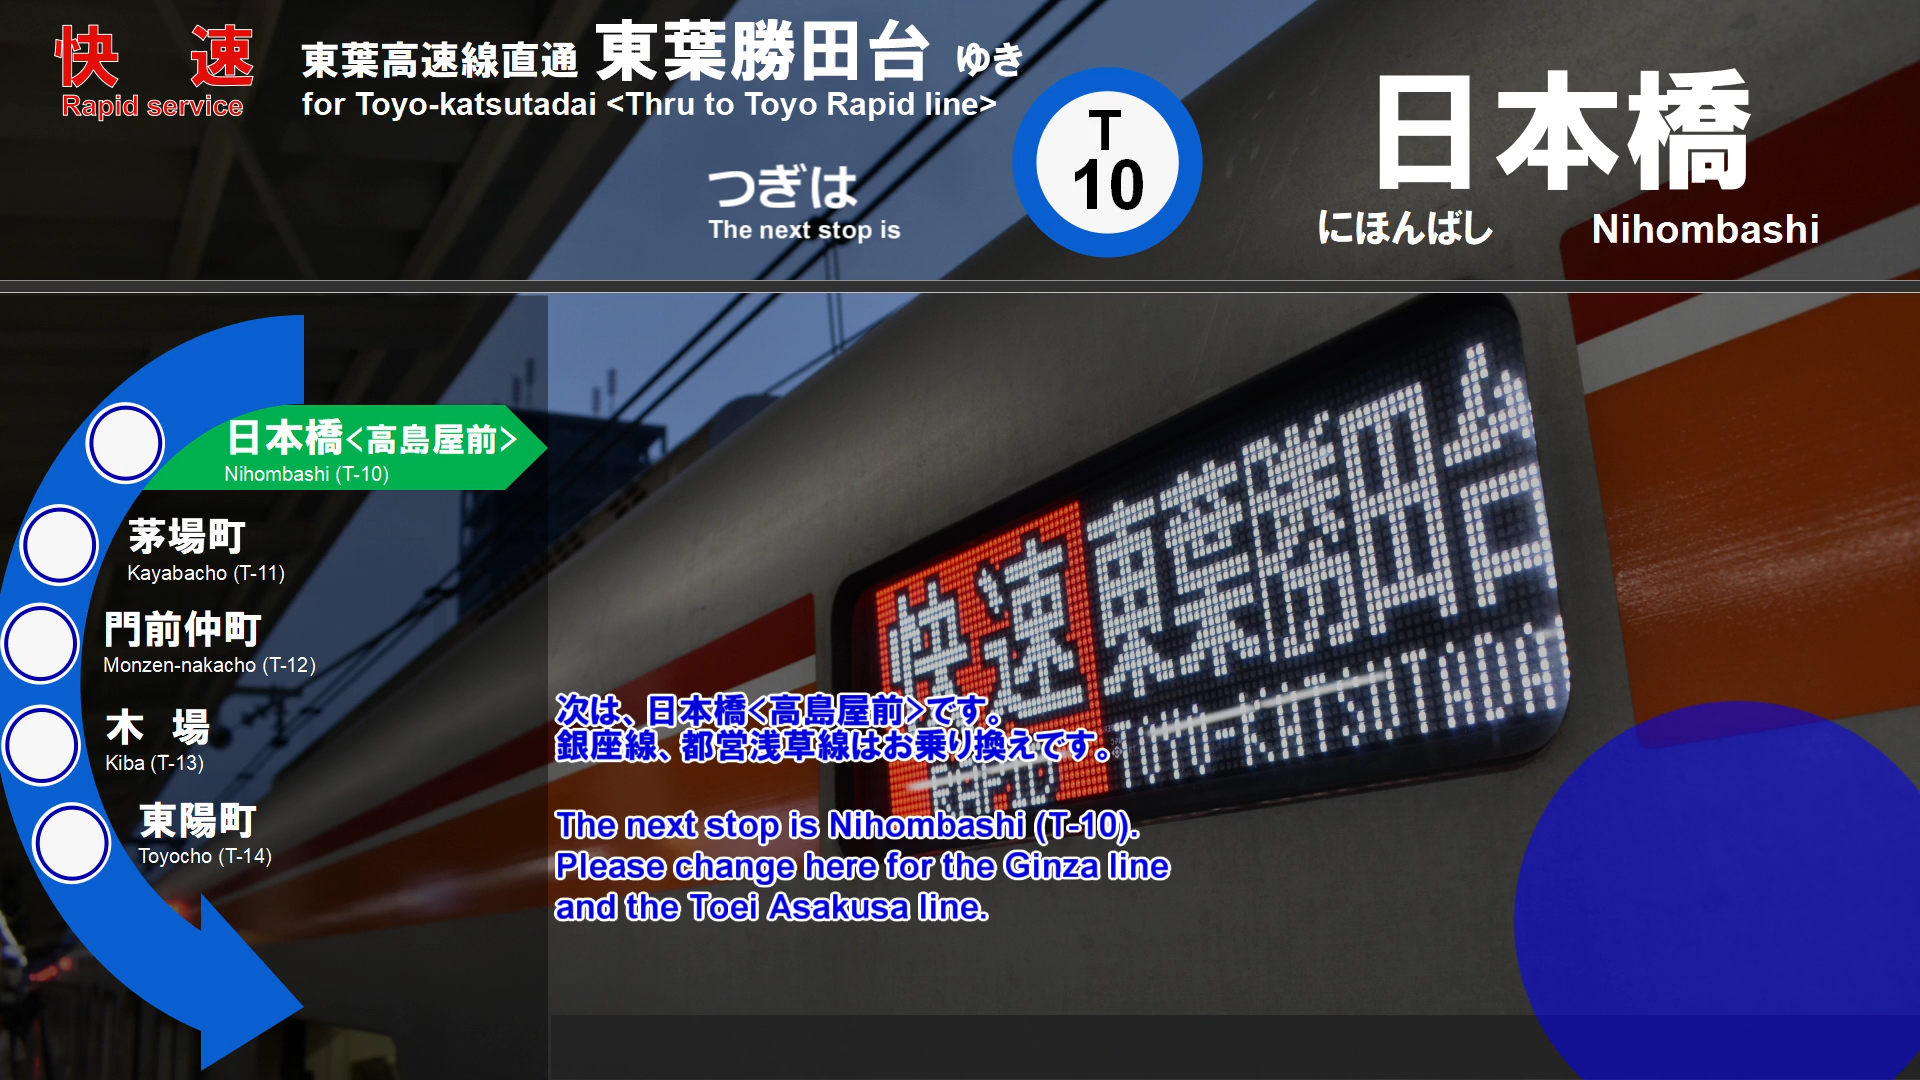 快　速
Rapid service
東葉高速線直通 東葉勝田台 ゆき
for Toyo-katsutadai <Thru to Toyo Rapid line>
つぎは
The next stop is
T
10
日本橋
にほんばし
Nihombashi
日本橋<高島屋前>
Nihombashi (T-10)
茅場町
Kayabacho (T-11)
門前仲町
Monzen-nakacho (T-12)
木　場
Kiba (T-13)
東陽町
Toyocho (T-14)
快速 東葉勝田台
RAPID TOYO-KATSUTADAI
次は、日本橋<高島屋前>です。
銀座線、都営浅草線はお乗り換えです。
The next stop is Nihombashi (T-10).
Please change here for the Ginza line
and the Toei Asakusa line.